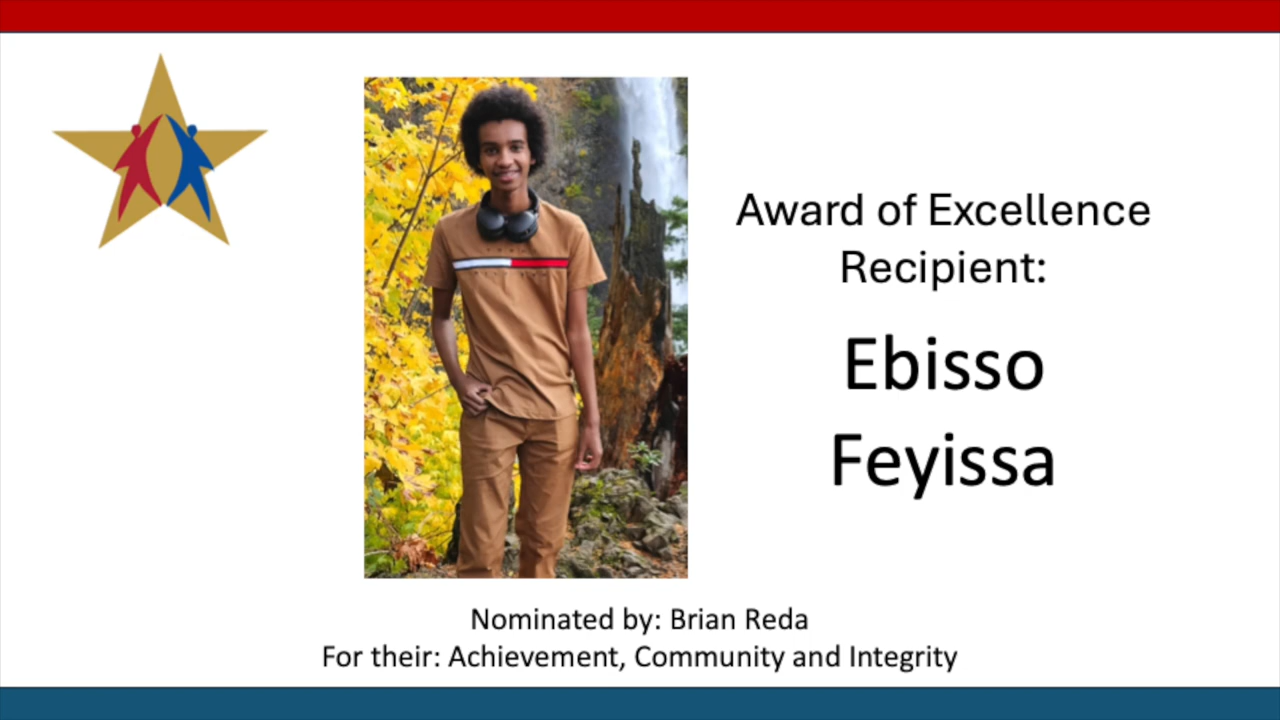 Award of Excellence
Recipient:
Ebisso
Feyissa
Nominated by: Brian Reda
For their: Achievement, Community and Integrity